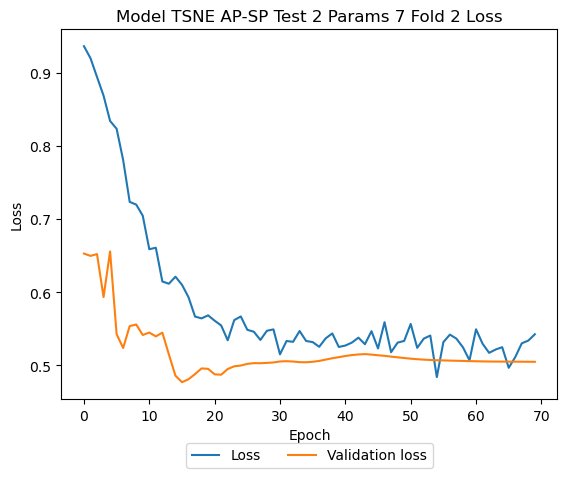 Model TSNE AP-SP Test 2 Params 7 Fold 2 Loss
Loss
0.9
0.8
0.7
0.6
0.5
0 10 20 30 40 50 60 70
Epoch
Loss Validation loss